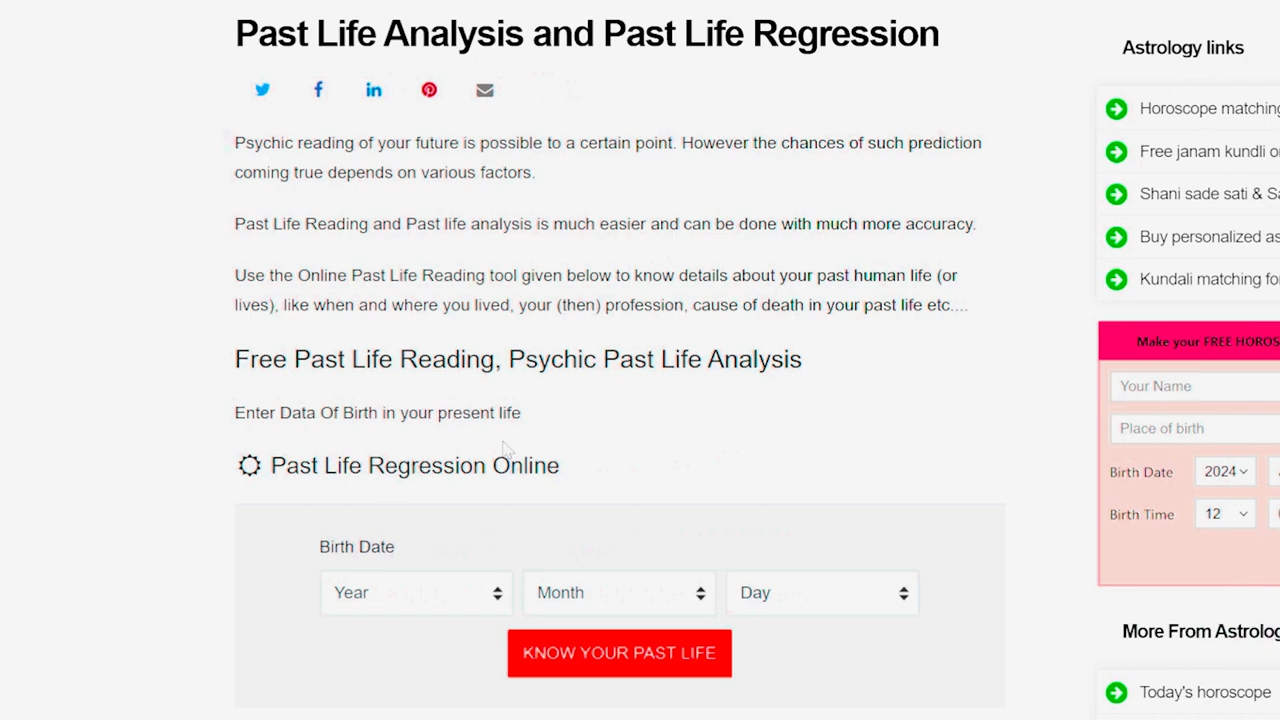 Past Life Analysis and Past Life Regression
Psychic reading of your future is possible to a certain point. However the chances of such prediction
coming true depends on various factors.
Past Life Reading and Past life analysis is much easier and can be done with much more accuracy.
Use the Online Past Life Reading tool given below to know details about your past human life (or
lives), like when and where you lived, your (then) profession, cause of death in your past life etc....
Free Past Life Reading, Psychic Past Life Analysis
Enter Data Of Birth in your present life
Past Life Regression Online
Birth Date
Year Month Day
KNOW YOUR PAST LIFE
Astrology links
Horoscope matching
Free janam kundli
Shani sade sati &
Buy personalized
Kundali matching
Make your FREE
Your Name
Place of birth
Birth Date 2024
Birth Time 12
More From
Today's horoscope